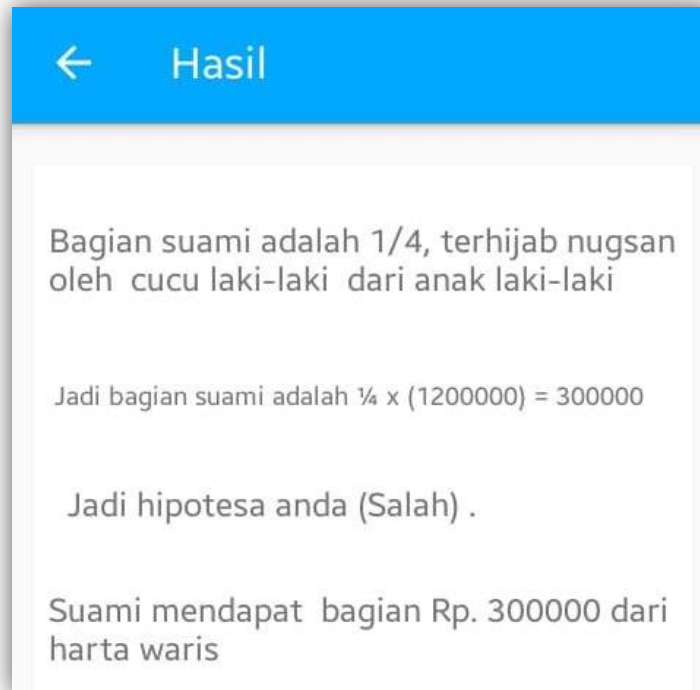 Hasil
Bagian suami adalah 1/4, terhijab nugsan
oleh cucu laki-laki dari anak laki-laki
Jadi bagian suami adalah ¼ x (1200000) = 300000
Jadi hipotesa anda (Salah) .
Suami mendapat bagian Rp. 300000 dari
harta waris